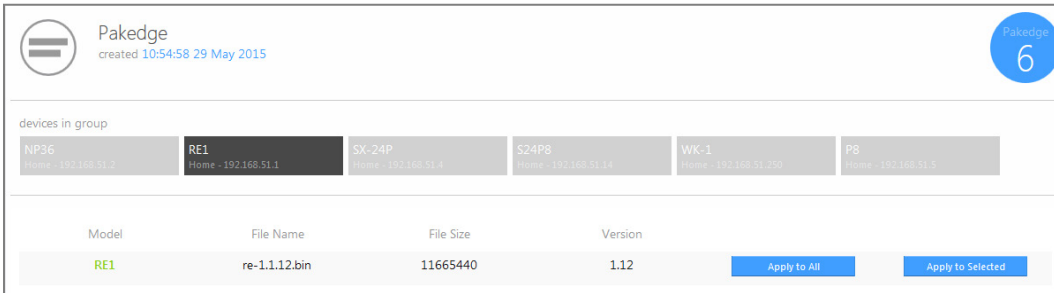 Pakedge
created 10:54:58 29 May 2015
Pakedge
6
devices in group
NP36 RE1 SX-24P S24P8 WK-1 P8
Home - 192.168.51.2 Home - 192.168.51.1 Home - 192.168.51.4 Home - 192.168.51.14 Home - 192.168.51.250 Home - 192.168.51.5
Model File Name File Size Version
RE1 re-1.1.12.bin 11665440 1.12 Apply to All Apply to Selected